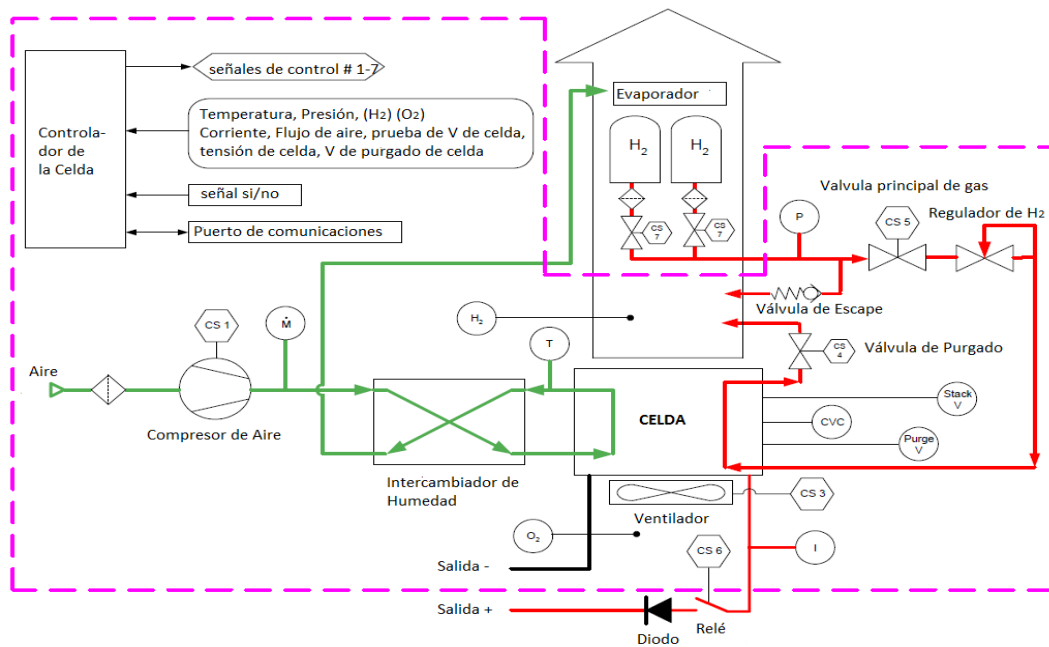 señales de control # 1-7
Controla-
dor de
la Celda
Temperatura, Presión, (H2) (O2)
Corriente, Flujo de aire, prueba de V de celda,
tensión de celda, V de purgado de celda
señal si/no
Puerto de comunicaciones
Evaporador
H2
H2
CS 7
CS 7
P
Valvula principal de gas
CS 5
Regulador de H2
Válvula de Escape
H2
CS 4
Válvula de Purgado
Aire
CS 1
Ṁ
Compresor de Aire
T
Intercambiador de
Humedad
CELDA
Stack
V
CVC
Purge
V
CS 3
Ventilador
O2
Salida -
CS 6
I
Salida +
Diodo
Relé